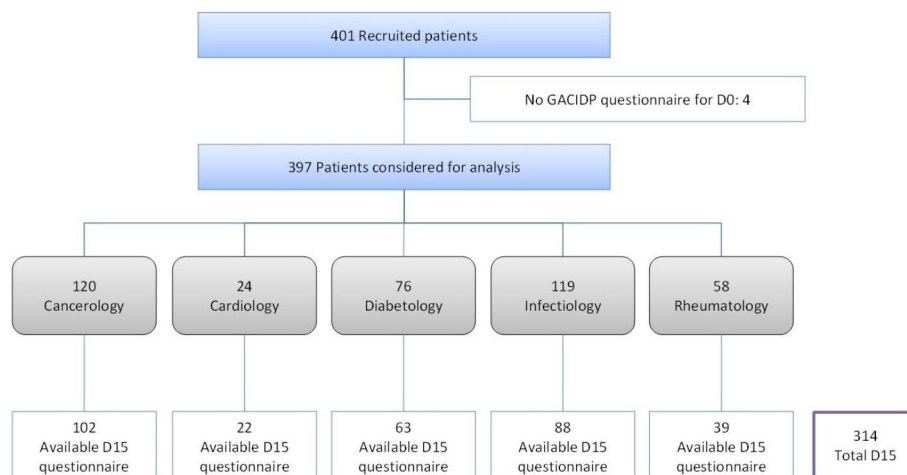 401 Recruited patients
No GACIDP questionnaire for D0: 4
397 Patients considered for analysis
120
Cancerology
24
Cardiology
76
Diabetology
119
Infectiology
58
Rheumatology
102
Available D15
questionnaire
22
Available D15
questionnaire
63
Available D15
questionnaire
88
Available D15
questionnaire
39
Available D15
questionnaire
314
Total D15